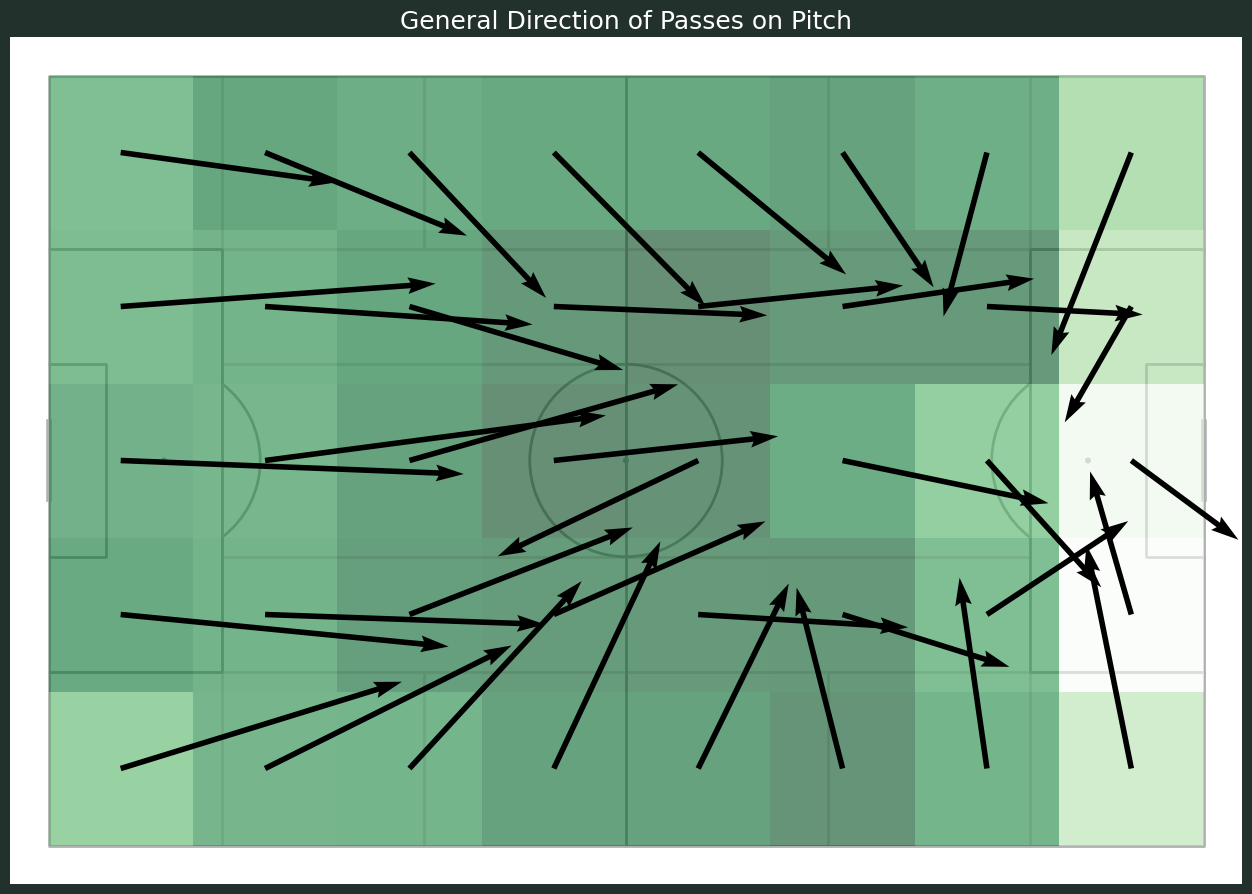 General Direction of Passes on Pitch